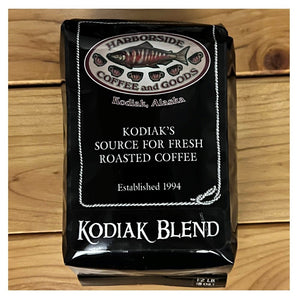 HARBORSIDE
COFFEE and GOODS
Kodiak, Alaska
KODIAK'S
SOURCE FOR FRESH
ROASTED COFFEE
Established 1994
KODIAK BLEND